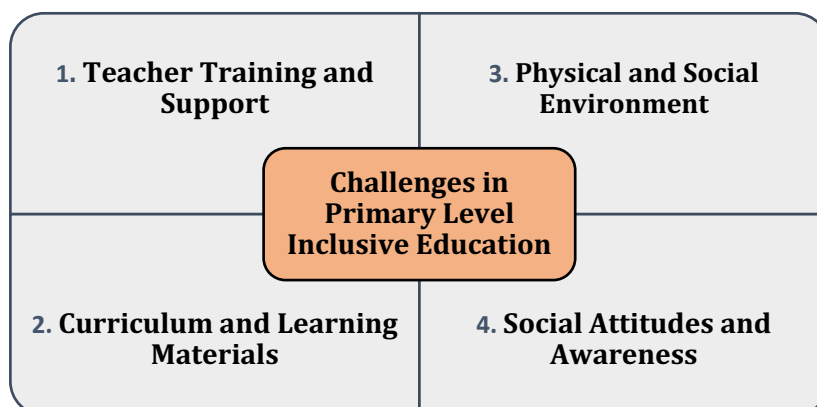 1. Teacher Training and
Support
2. Curriculum and Learning
Materials
3. Physical and Social
Environment
4. Social Attitudes and
Awareness
Challenges in
Primary Level
Inclusive Education